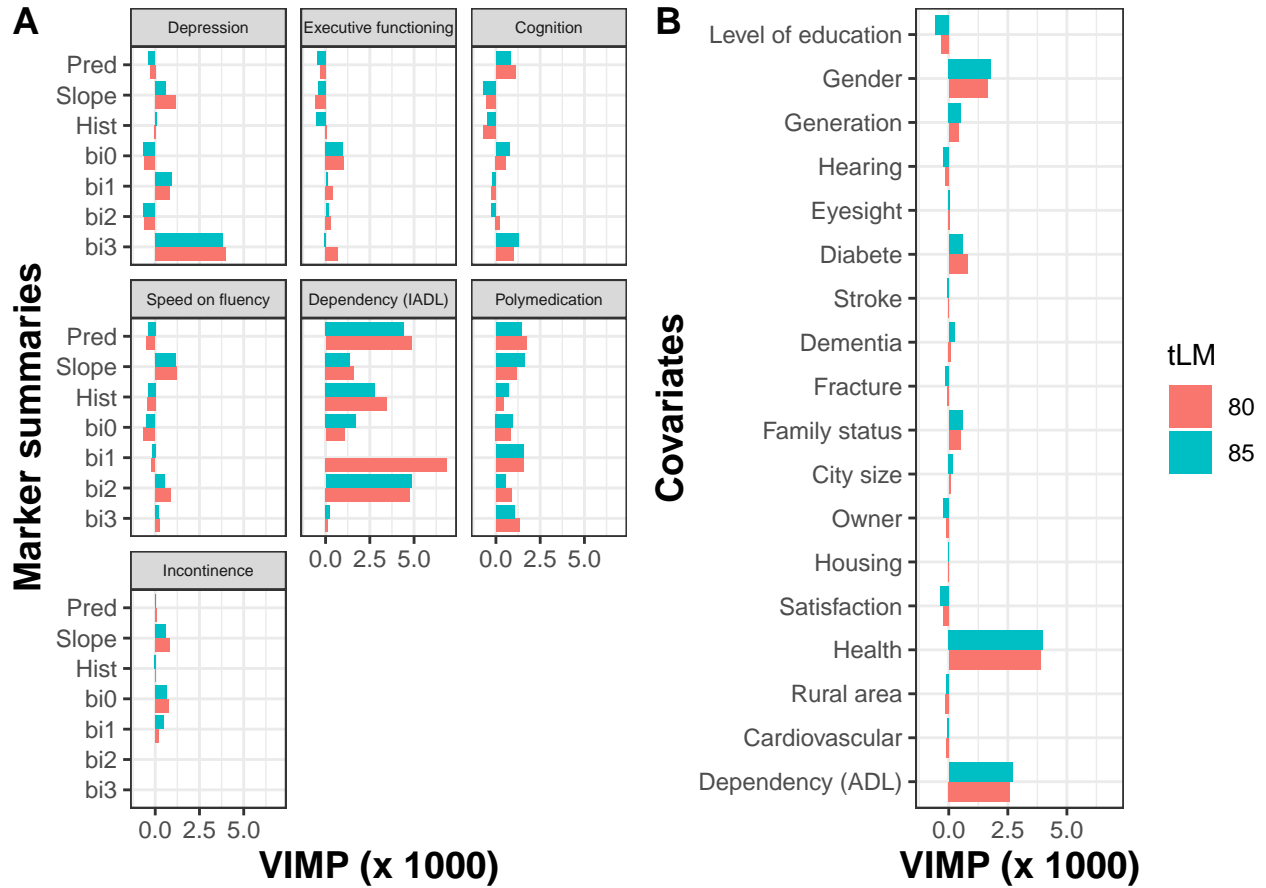 A
Depression
Executive functioning
Cognition
Pred
Slope
Hist
bi0
bi1
bi2
bi3
Speed on fluency
Dependency (IADL)
Polymedication
Pred
Slope
Hist
bi0
bi1
bi2
bi3
0.0 2.5 5.0
0.0 2.5 5.0
Incontinence
Pred
Slope
Hist
bi0
bi1
bi2
bi3
0.0 2.5 5.0
VIMP (x 1000)
Marker summaries
B
Level of education
Gender
Generation
Hearing
Eyesight
Diabete
Stroke
Dementia
Fracture
Family status
City size
Owner
Housing
Satisfaction
Health
Rural area
Cardiovascular
Dependency (ADL)
0.0 2.5 5.0
VIMP (x 1000)
Covariates
tLM
80
85